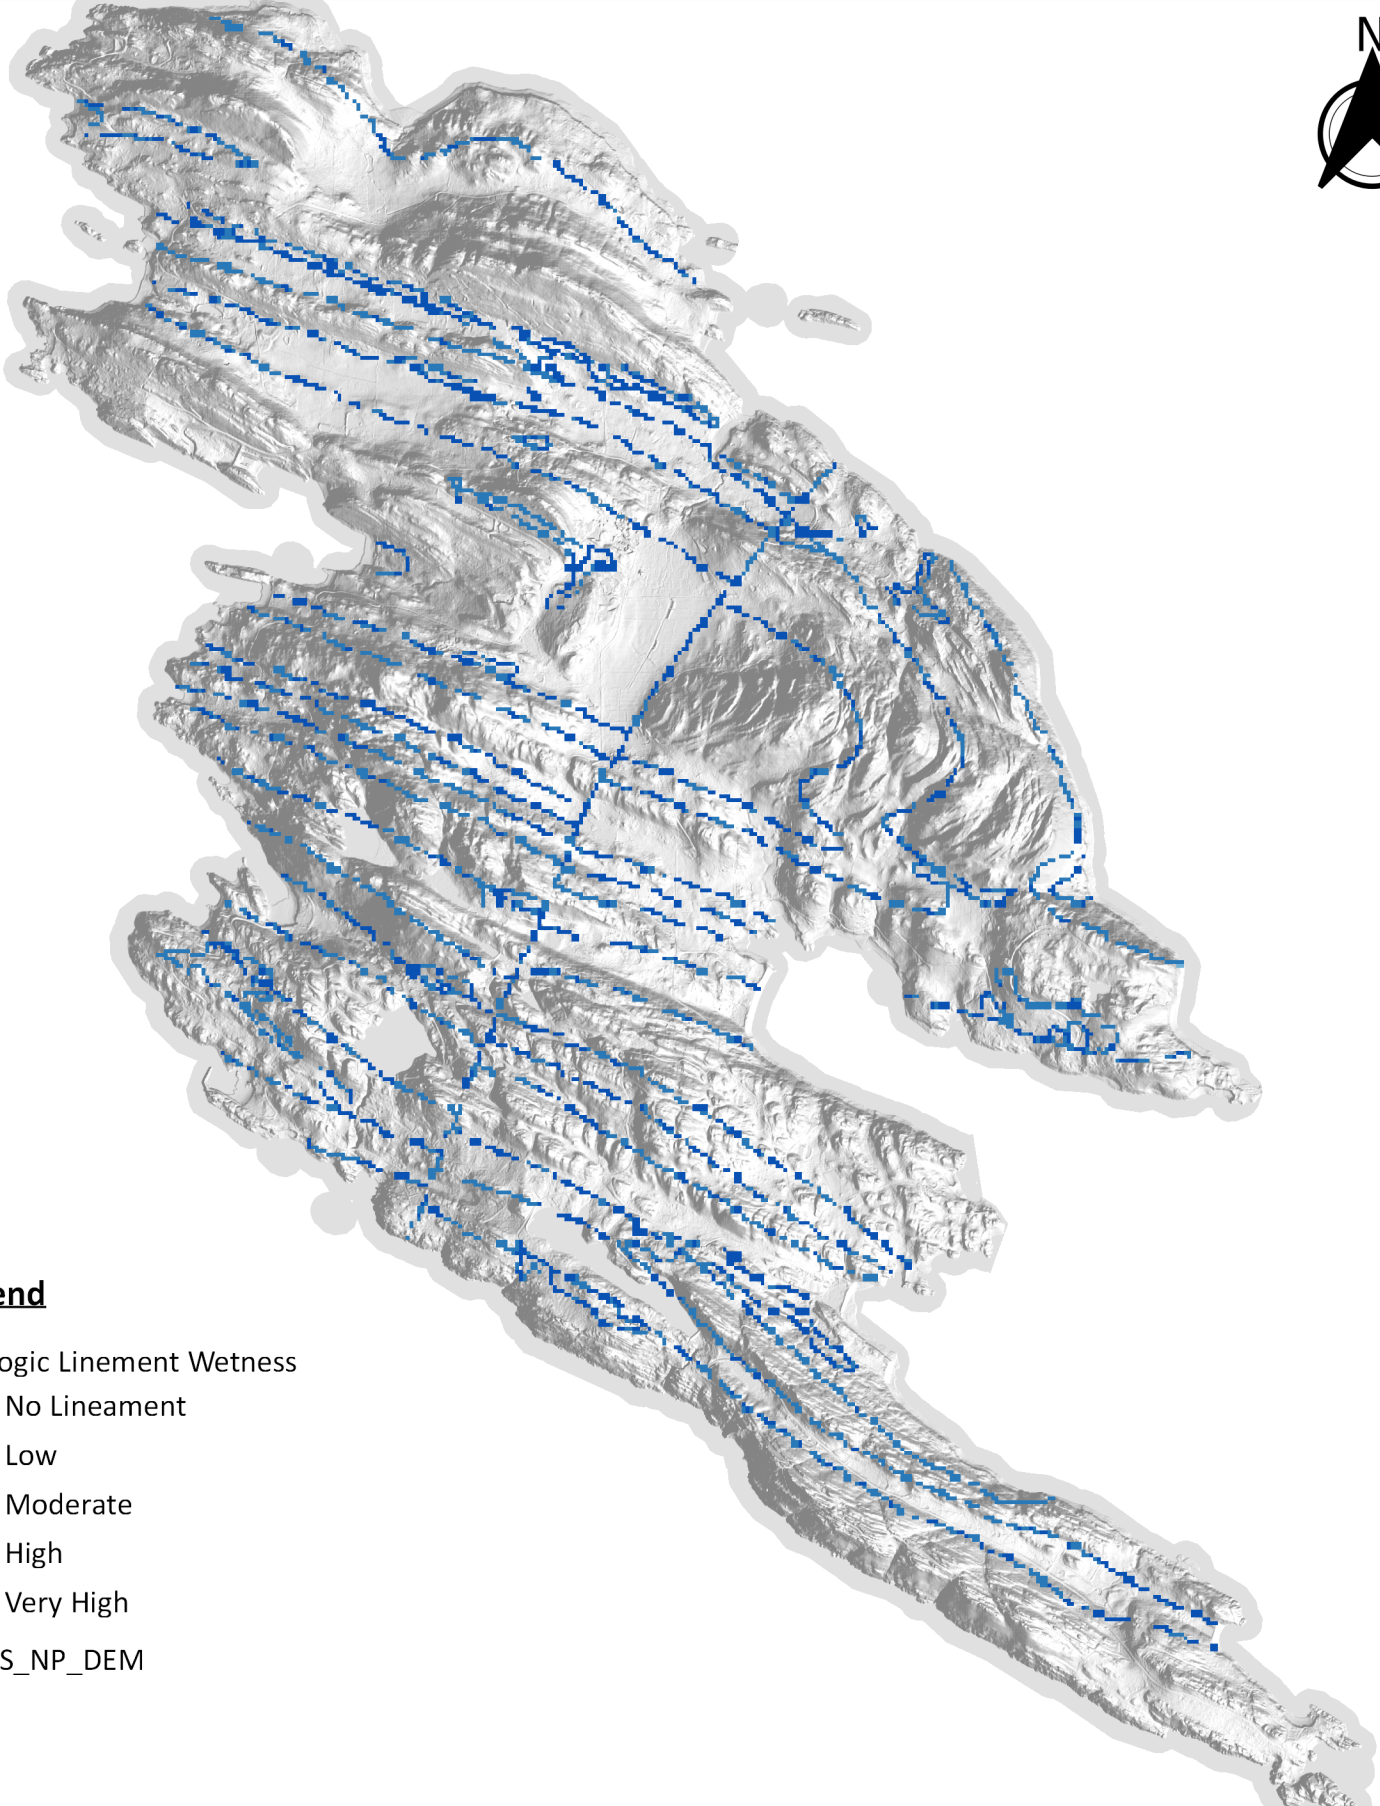 N
end
ogic Linement Wetness
No Lineament
Low
Moderate
High
Very High
S_NP_DEM